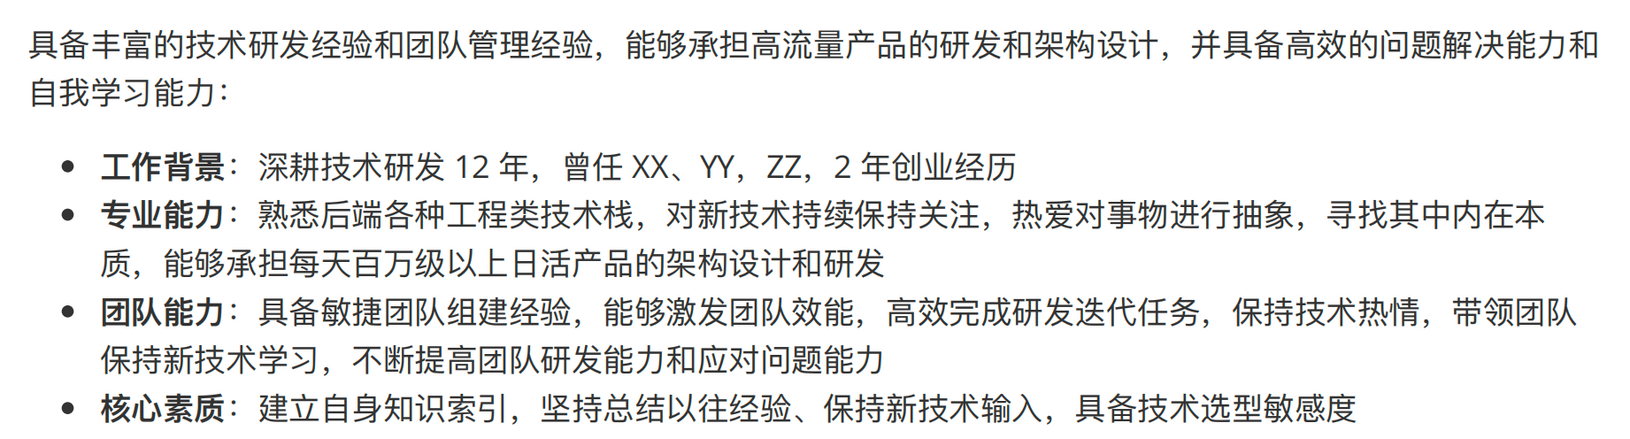 具备丰富的技术研发经验和团队管理经验，能够承担高流量产品的研发和架构设计，并具备高效的问题解决能力和
自我学习能力：
• 工作背景：深耕技术研发 12 年，曾任 XX、YY，ZZ，2 年创业经历
• 专业能力：熟悉后端各种工程类技术栈，对新技术持续保持关注，热爱对事物进行抽象，寻找其中内在本
质，能够承担每天百万级以上日活产品的架构设计和研发
• 团队能力：具备敏捷团队组建经验，能够激发团队效能，高效完成研发迭代任务，保持技术热情，带领团队
保持新技术学习，不断提高团队研发能力和应对问题能力
• 核心素质：建立自身知识索引，坚持总结以往经验、保持新技术输入，具备技术选型敏感度